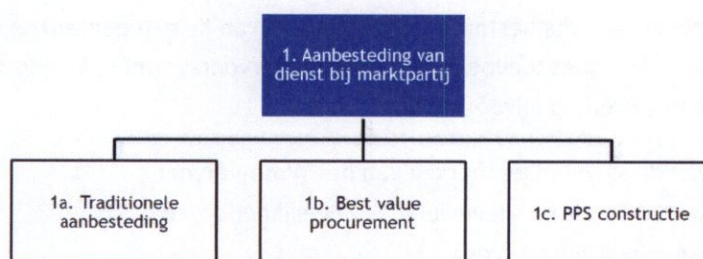 1. Aanbesteding van
dienst bij marktpartij
1a. Traditionele
aanbesteding
1b. Best value
procurement
1c. PPS constructie